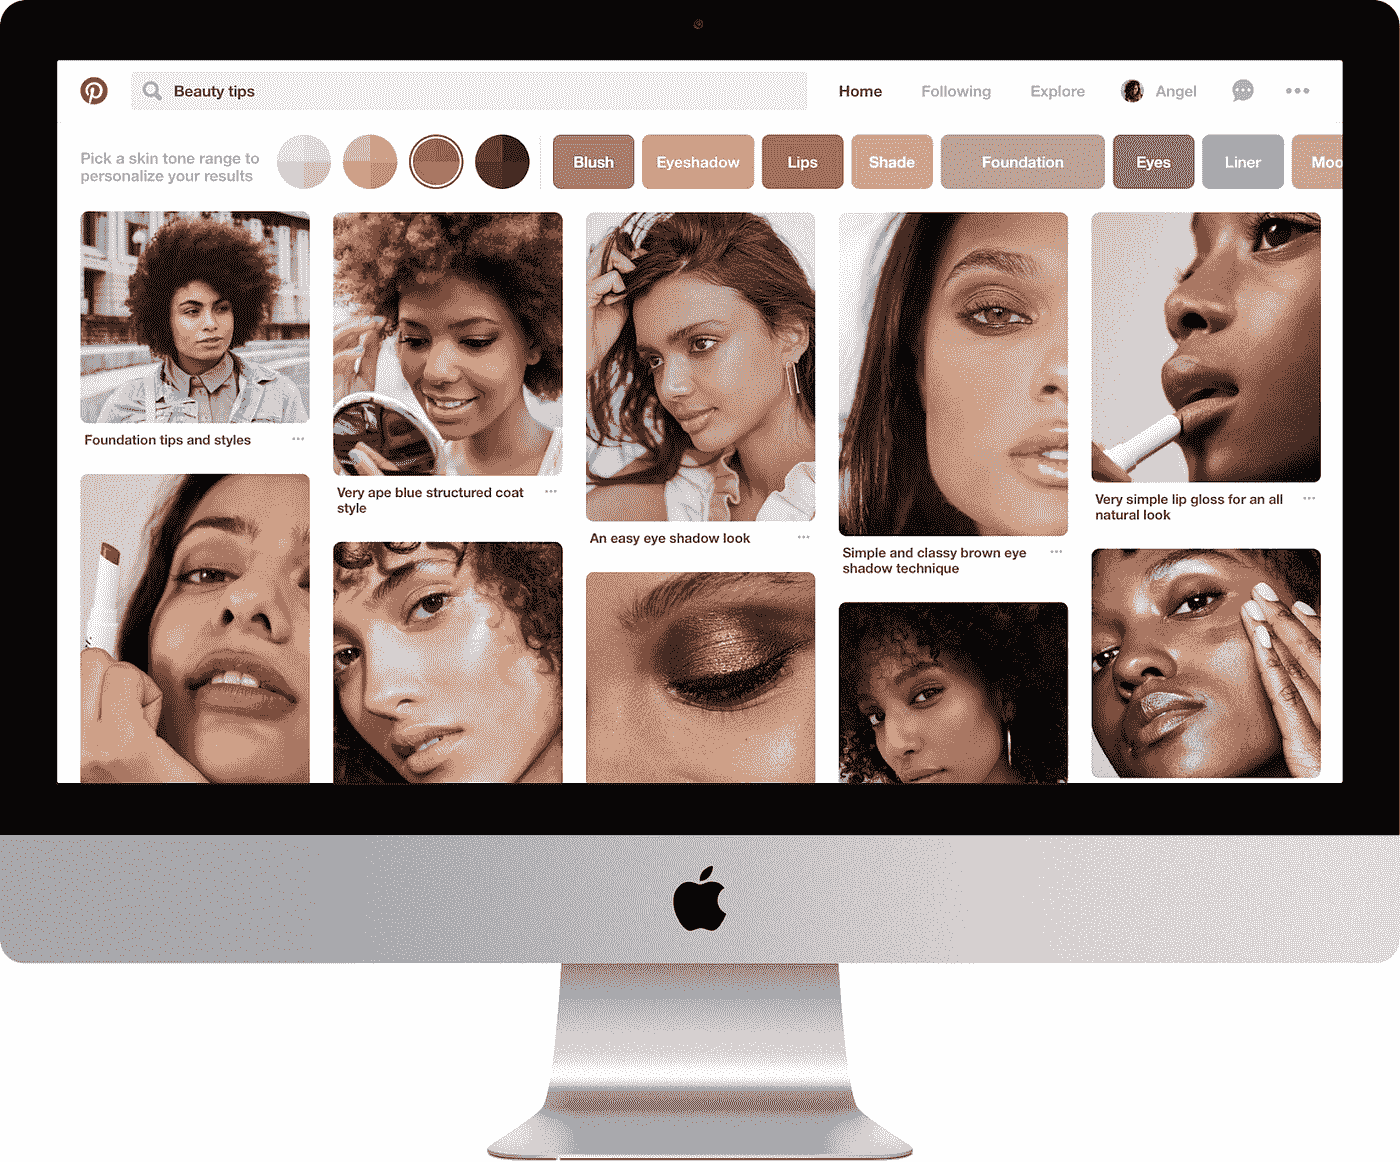 Beauty tips
Home
Following
Explore
Angel
Pick a skin tone range to
personalize your results
Blush
Eyeshadow
Lips
Shade
Foundation
Eyes
Liner
Moo
Foundation tips and styles
Very ape blue structured coat
style
An easy eye shadow look
Simple and classy brown eye
shadow technique
Very simple lip gloss for an all
natural look